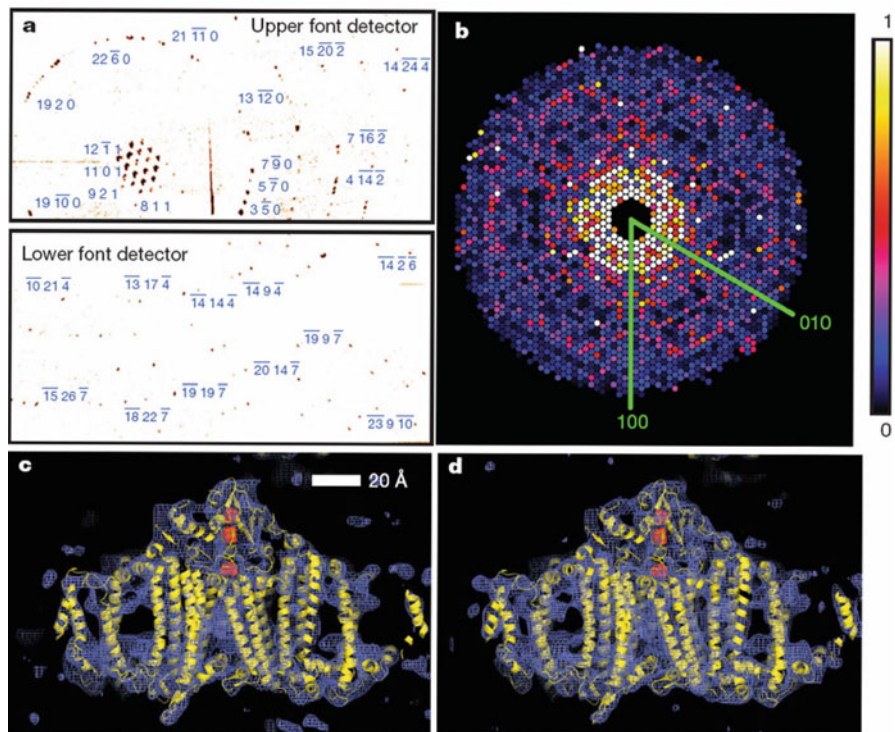 a
Upper font detector
21 1̅1̅ 0
22 6̅ 0
15 2̅0̅ 2̅
14 2̅4̅ 4̅
19 2 0
13 1̅2̅ 0
12 1̅ 1
7 1̅6̅ 2̅
11 0 1
7 9̅ 0
9 2 1
5 7̅ 0
4 1̅4̅ 2̅
19 1̅0̅ 0
8 1 1
3 5̅ 0
Lower font detector
1̅4̅ 2̅ 6̅
1̅0̅ 21 4̅
1̅3̅ 17 4̅
1̅4̅ 14 4̅
1̅4̅ 9 4̅
1̅9̅ 9 7̅
2̅0̅ 14 7̅
1̅5̅ 26 7̅
1̅9̅ 19 7̅
1̅8̅ 22 7̅
2̅3̅ 9 1̅0̅
b
010
100
1
0
c
20 Å
d